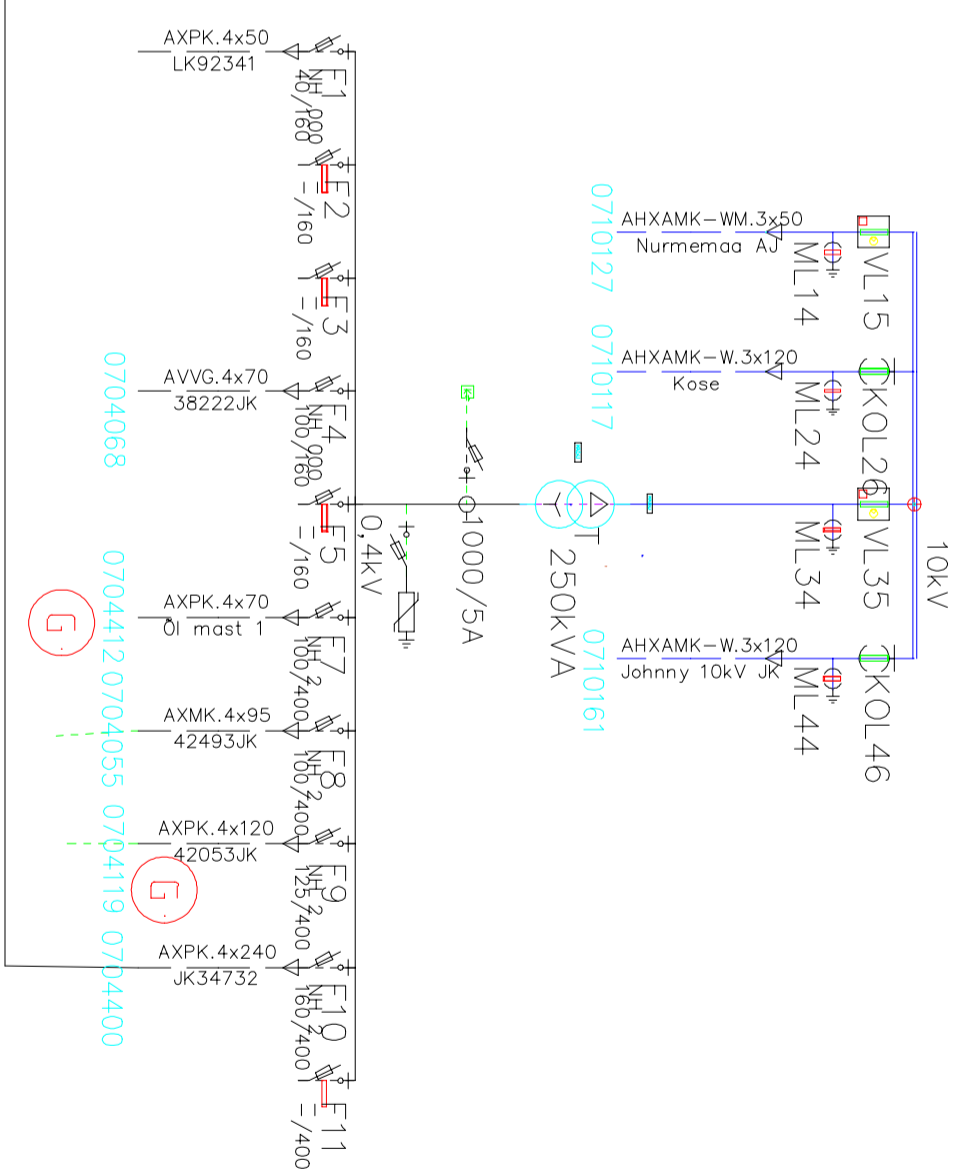 AXPK.4x50
LK92341
F1
NH 000
40/160
F2
-/160
F3
-/160
0704068
AVVG.4x70
38222JK
F4
NH 000
100/160
F5
-/160
0,4kV
0704412
AXPK.4x70
Õl mast 1
F7
NH 2
100/400
G
0704055
AXMK.4x95
42493JK
F8
NH 2
100/400
0704119
AXPK.4x120
42053JK
F9
NH 2
125/400
G
0704400
AXPK.4x240
JK34732
F10
NH 2
160/400
F11
-/400
1000/5A
T
250kVA
0710127
AHXAMK-WM.3x50
Nurmemaa AJ
ML14
VL15
0710117
AHXAMK-W.3x120
Kose
ML24
KOL26
ML34
VL35
10kV
0710161
AHXAMK-W.3x120
Johnny 10kV JK
ML44
KOL46